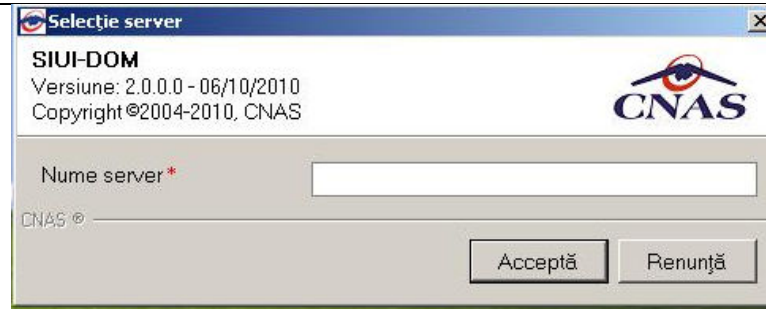 Selecţie server
SIUI-DOM
Versiune: 2.0.0.0 - 06/10/2010
Copyright ©2004-2010, CNAS
CNAS
Nume server *
CNAS ®
Acceptă Renunţă